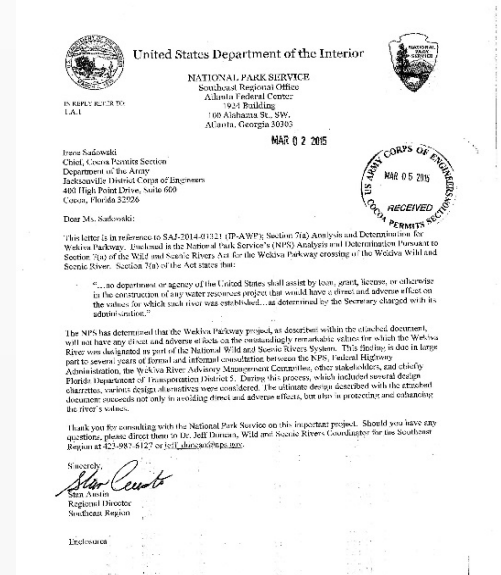 United States Department of the Interior
NATIONAL PARK SERVICE
Southeast Regional Office
Atlanta Federal Center
1924 Building
100 Alabama St., SW.
Atlanta, Georgia 30303
IN REPLY REFER TO:
1.A.1
MAR 02 2015
NATIONAL
PARK
SERVICE
US ARMY CORPS OF ENGINEERS
MAR 05 2015
RECEIVED
COCOA PERMITS SECTION
Irene Sadowski
Chief, Cocoa Permits Section
Department of the Army
Jacksonville District Corps of Engineers
400 High Point Drive, Suite 600
Cocoa, Florida 32926
Dear Ms. Sadowski:
This letter is in reference to SAJ-2014-01321 (IP-AWP); Section 7(a) Analysis and Determination for
Wekiva Parkway. Enclosed is the National Park Service's (NPS) Analysis and Determination Pursuant to
Section 7(a) of the Wild and Scenic Rivers Act for the Wekiva Parkway crossing of the Wekiva Wild and
Scenic River. Section 7(a) of the Act states that:
"....no department or agency of the United States shall assist by loan, grant, license, or otherwise
in the construction of any water resources project that would have a direct and adverse effect on
the values for which such river was established...as determined by the Secretary charged with its
administration."
The NPS has determined that the Wekiva Parkway project, as described within the attached document,
will not have any direct and adverse effects on the outstandingly remarkable values for which the Wekiva
River was designated as part of the National Wild and Scenic Rivers System. This finding is due in large
part to several years of formal and informal consultation between the NPS, Federal Highway
Administration, the Wekiva River Advisory Management Committee, other stakeholders, and chiefly
Florida Department of Transportation District 5. During this process, which included several design
charrettes, various design alternatives were considered. The ultimate design described with the attached
document succeeds not only in avoiding direct and adverse effects, but also in protecting and enhancing
the river's values.
Thank you for consulting with the National Park Service on this important project. Should you have any
questions, please direct them to Dr. Jeff Duncan, Wild and Scenic Rivers Coordinator for the Southeast
Region at 423-987-6127 or jeff_duncan@nps.gov.
Sincerely,
Stan Austin
Stan Austin
Regional Director
Southeast Region
Enclosures